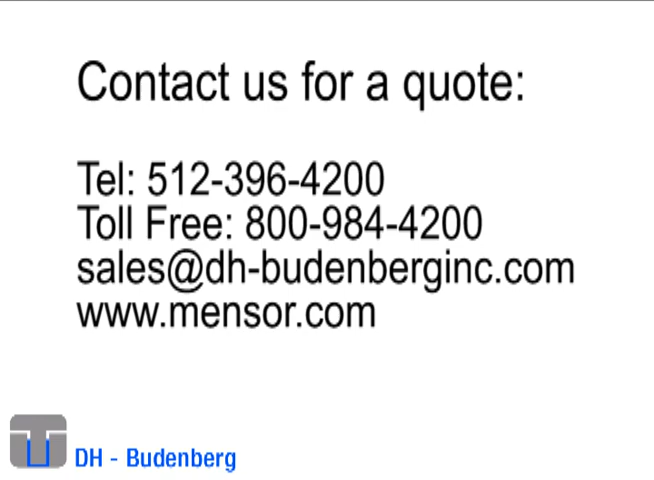 Contact us for a quote:
Tel: 512-396-4200
Toll Free: 800-984-4200
sales@dh-budenberginc.com
www.mensor.com
DH - Budenberg